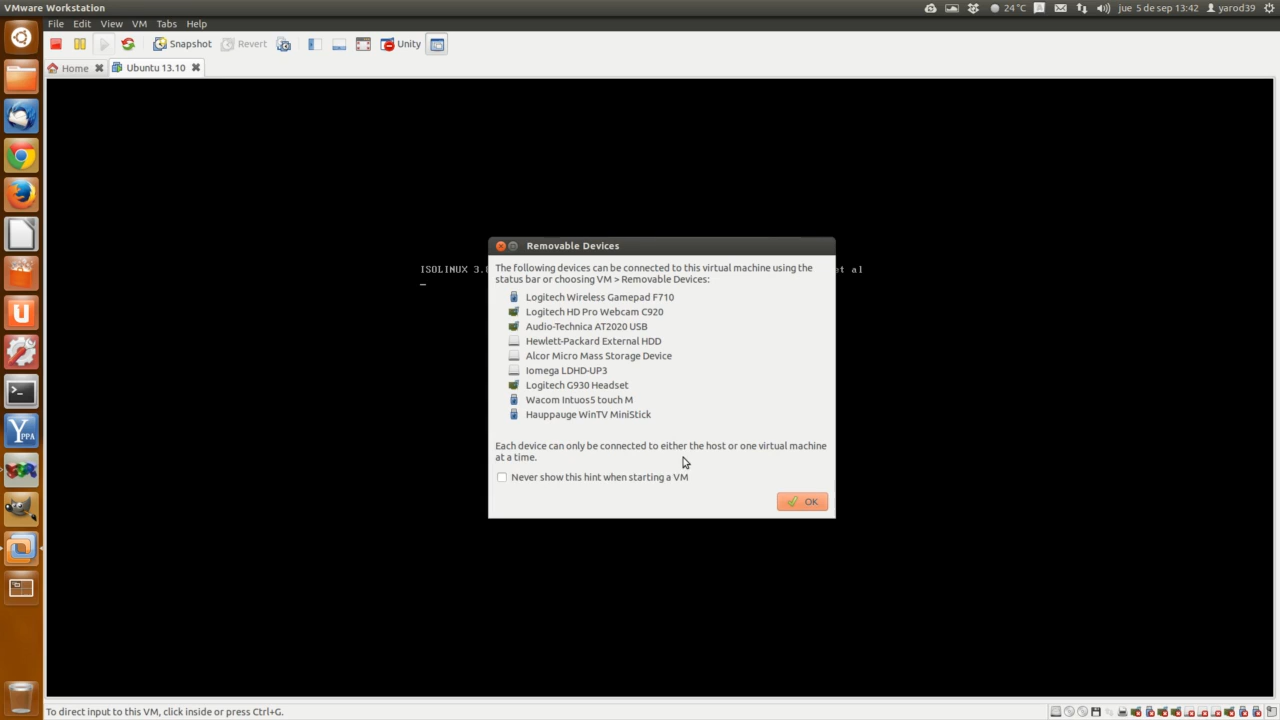 VMware Workstation
24°C
A
jue 5 de sep 13:42
yarod39
File Edit View VM Tabs Help
Snapshot Revert Unity
Home Ubuntu 13.10
ISOLINUX 3.
et al
_
Removable Devices
The following devices can be connected to this virtual machine using the
status bar or choosing VM > Removable Devices:
Logitech Wireless Gamepad F710
Logitech HD Pro Webcam C920
Audio-Technica AT2020 USB
Hewlett-Packard External HDD
Alcor Micro Mass Storage Device
Iomega LDHD-UP3
Logitech G930 Headset
Wacom Intuos5 touch M
Hauppauge WinTV MiniStick
Each device can only be connected to either the host or one virtual machine
at a time.
Never show this hint when starting a VM
OK
U
>_
Y PPA
To direct input to this VM, click inside or press Ctrl+G.